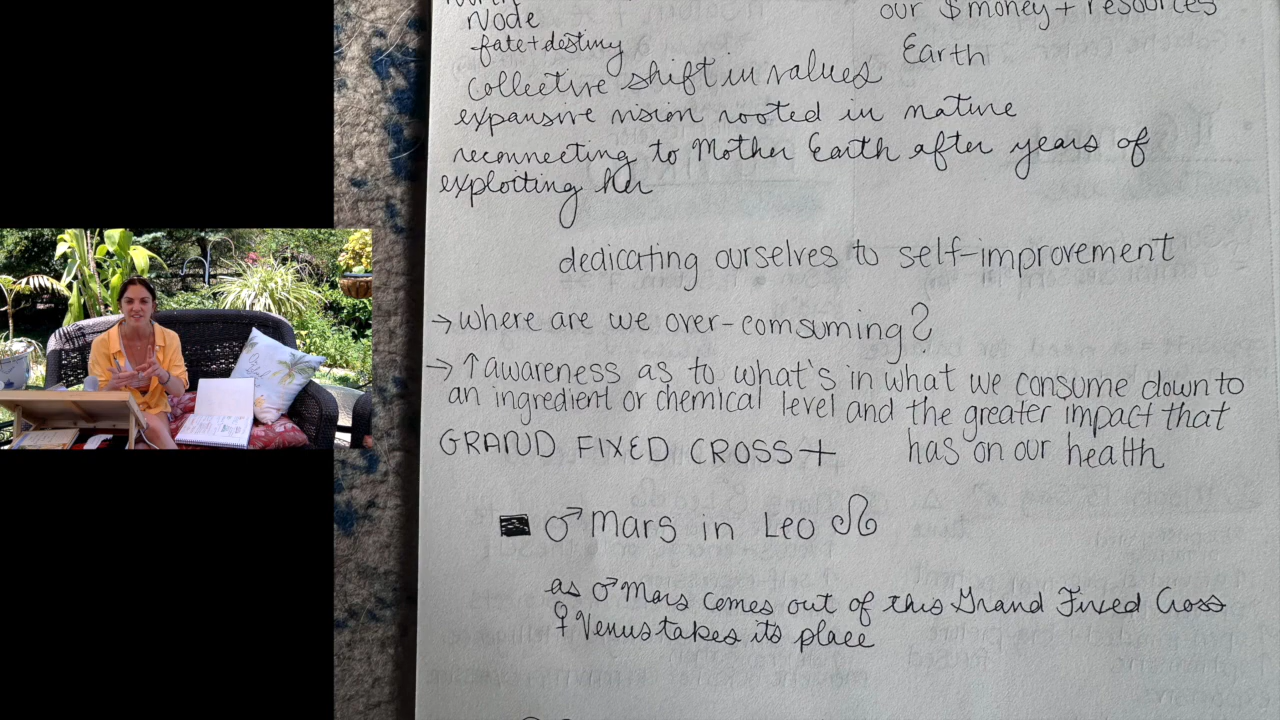 Node
our $money + resources
fate + destiny
Earth
collective shift in values
expansive vision rooted in nature
reconnecting to Mother Earth after years of
exploiting her
dedicating ourselves to self-improvement
→ where are we over-comsuming?
→ ↑ awareness as to what's in what we consume down to
an ingredient or chemical level and the greater impact that
has on our health
GRAND FIXED CROSS +
♂ Mars in Leo ♌
as ♂ Mars comes out of this Grand Fixed Cross
♀ Venus takes its place